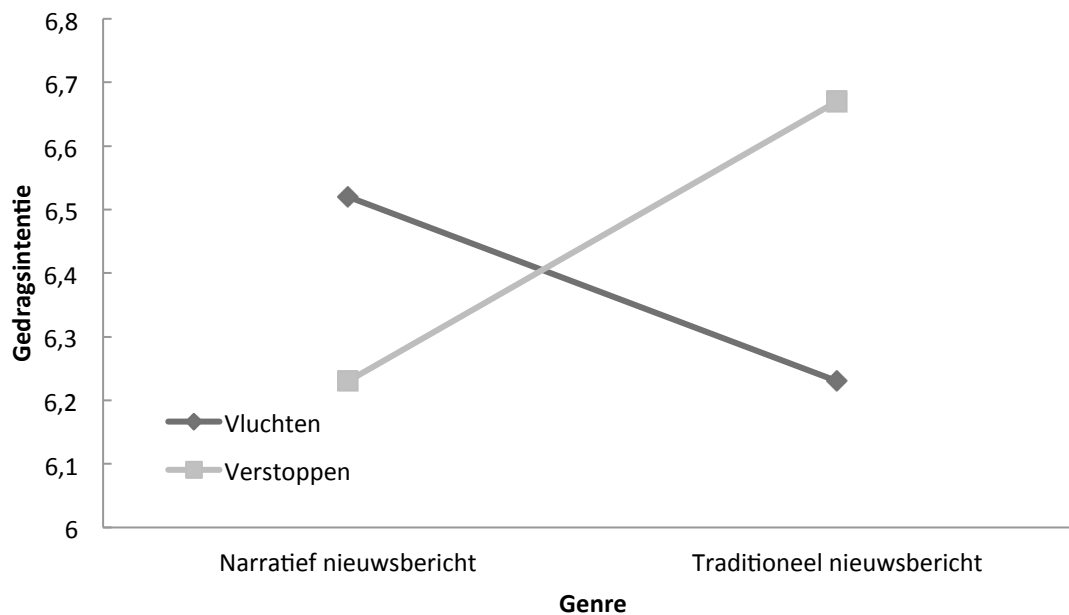 6,8
6,7
6,6
6,5
6,4
6,3
6,2
6,1
6
Gedragsintentie
Vluchten
Verstoppen
Narratief nieuwsbericht
Traditioneel nieuwsbericht
Genre